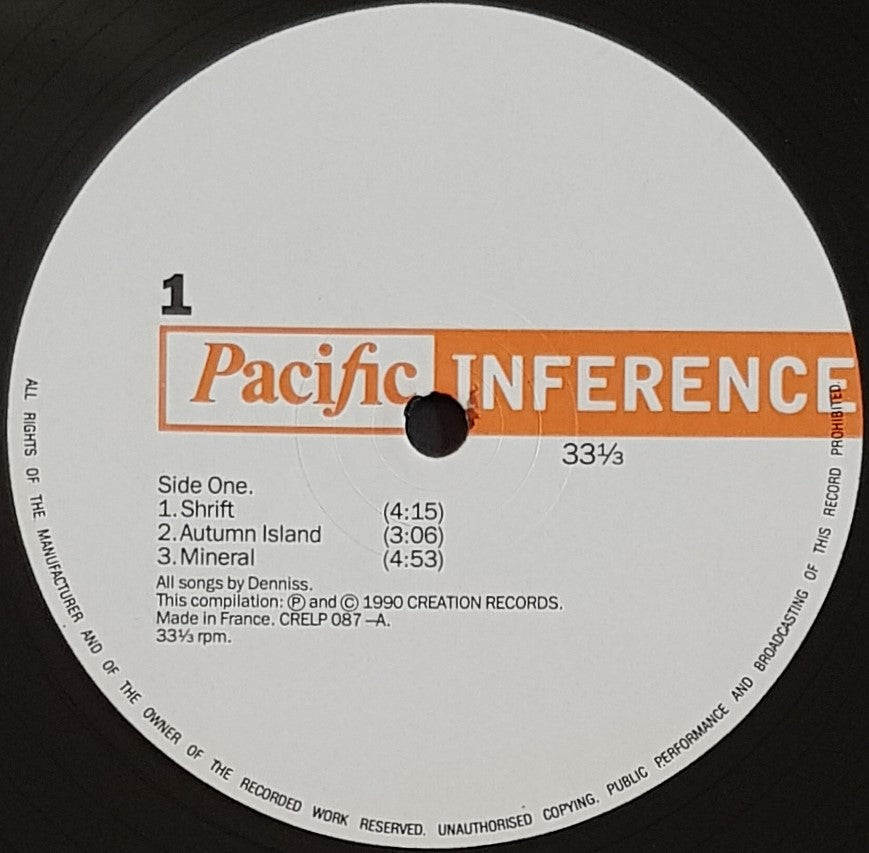 1
Pacific INFERENCE
33⅓
Side One.
1. Shrift (4:15)
2. Autumn Island (3:06)
3. Mineral (4:53)
All songs by Denniss.
This compilation: ℗ and © 1990 CREATION RECORDS.
Made in France. CRELP 087 –A.
33⅓ rpm.
ALL RIGHTS OF THE MANUFACTURER AND OF THE OWNER OF THE RECORDED WORK RESERVED. UNAUTHORISED COPYING. PUBLIC PERFORMANCE AND BROADCASTING OF THIS RECORD PROHIBITED.